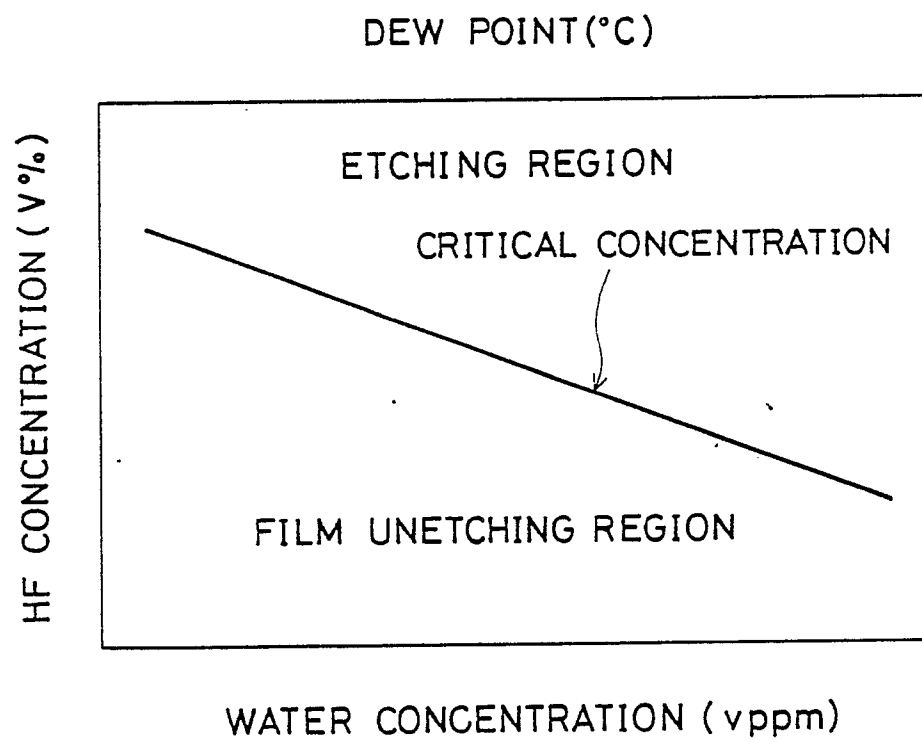 DEW POINT(°C)
ETCHING REGION
CRITICAL CONCENTRATION
HF CONCENTRATION (V%)
FILM UNETCHING REGION
WATER CONCENTRATION (vppm)